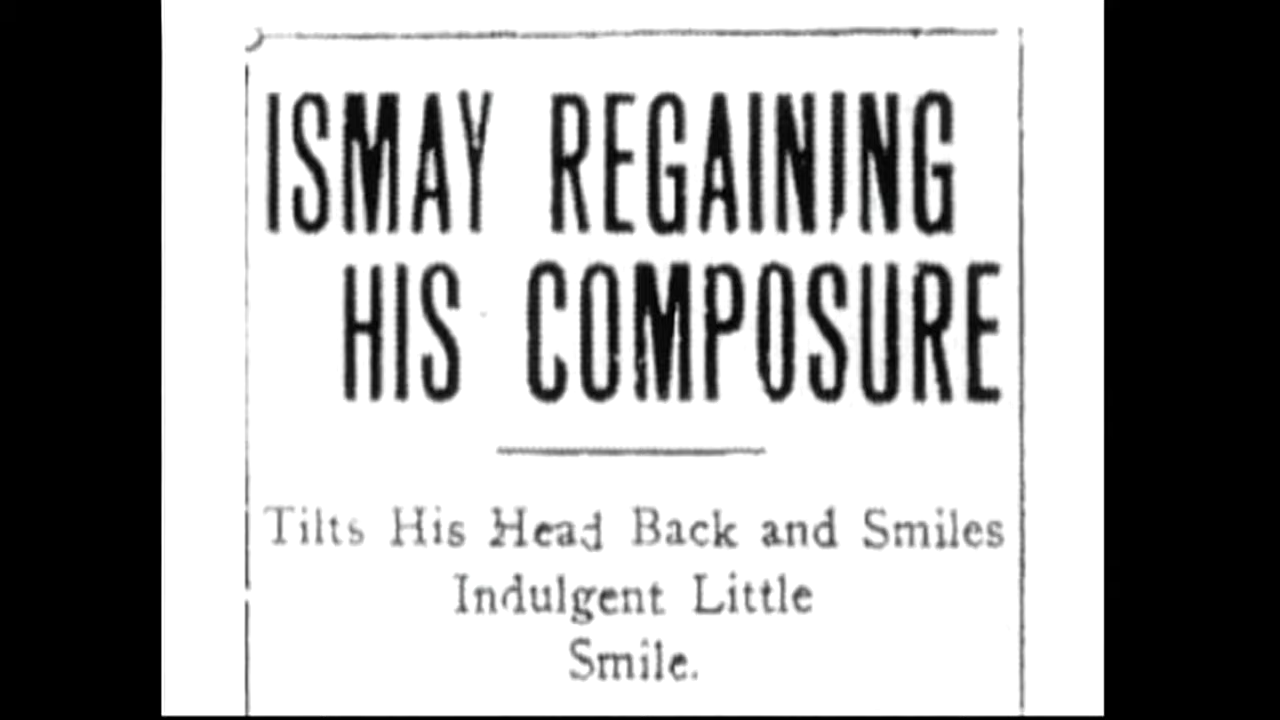 ISMAY REGAINING
HIS COMPOSURE
Tilts His Head Back and Smiles
Indulgent Little
Smile.